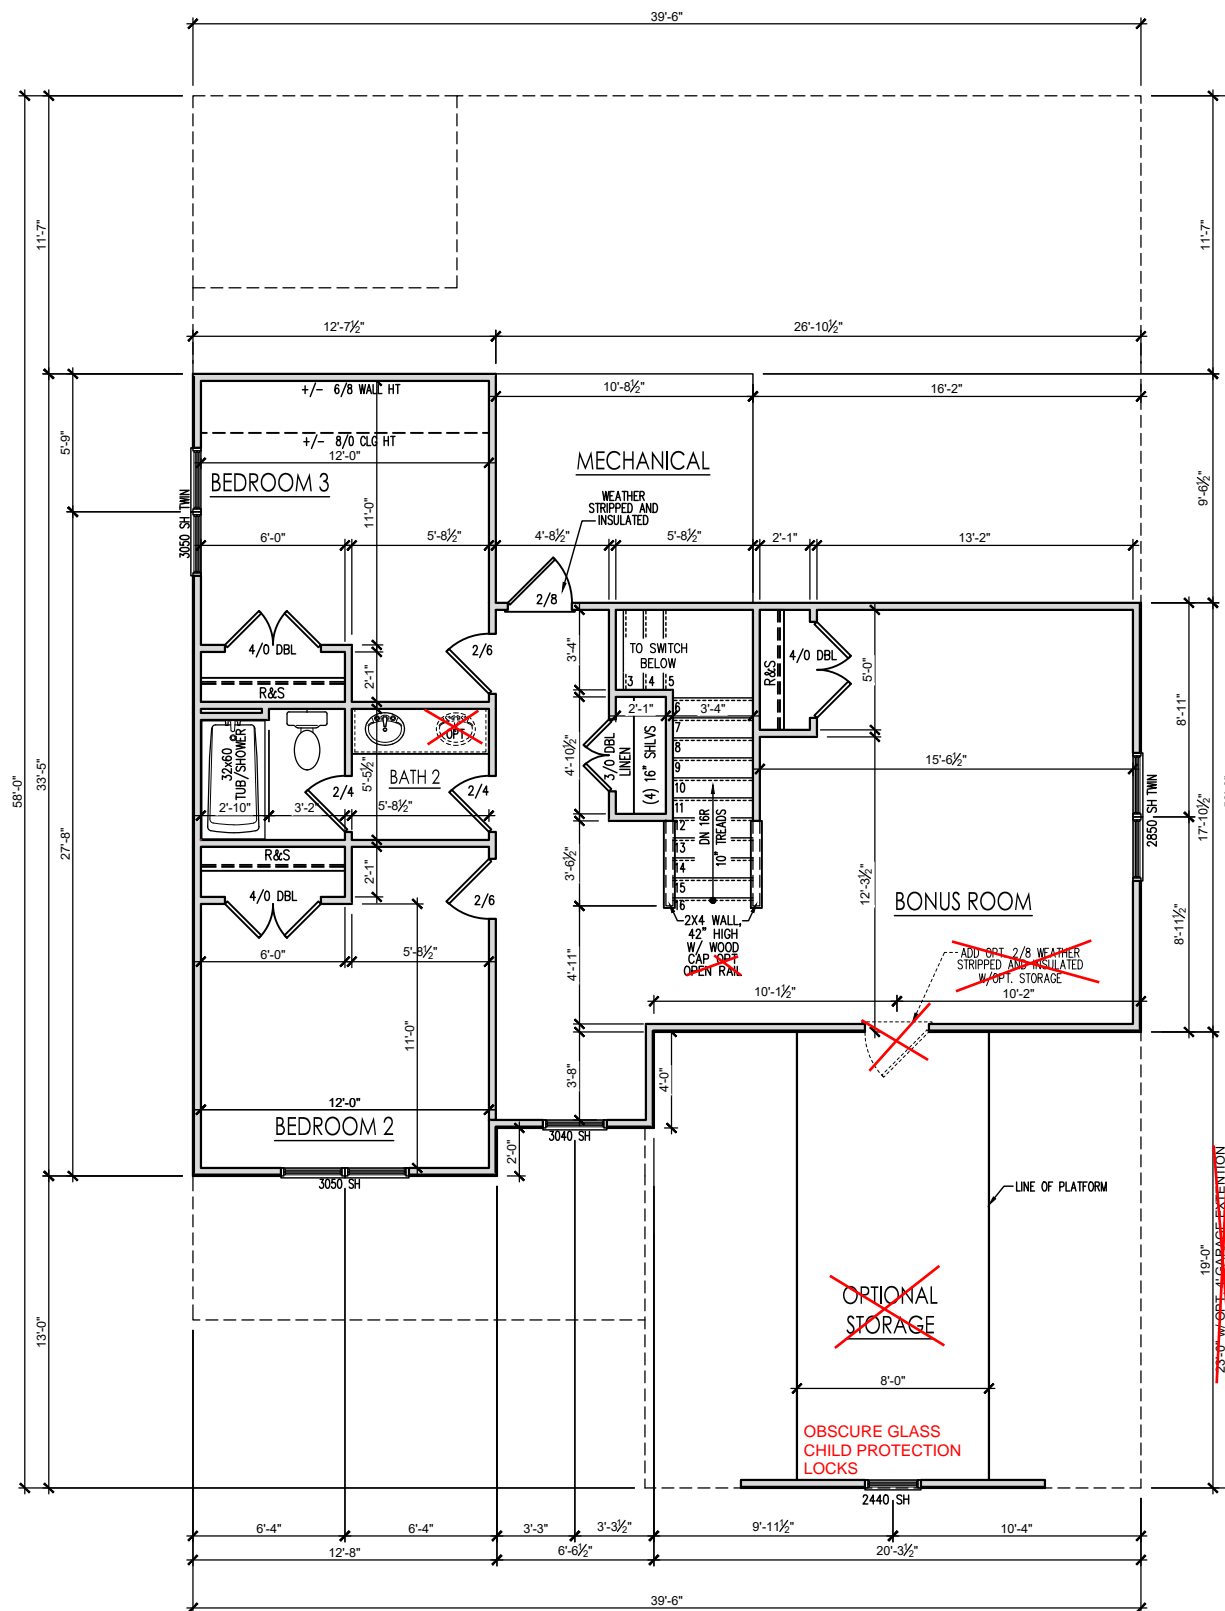 39'-6"
11'-7"
11'-7"
12'-7½"
26'-10½"
+/- 6/8 WALL HT
10'-8½"
16'-2"
5'-9"
+/- 8/0 CLG HT
12'-0"
MECHANICAL
BEDROOM 3
WEATHER
STRIPPED AND
INSULATED
9'-6½"
3050 SH TWIN
11'-0"
6'-0"
5'-8½"
4'-8½"
5'-8½"
2'-1"
13'-2"
2/8
4/0 DBL
2/6
3'-4"
TO SWITCH
BELOW
4/0 DBL
R&S
5'-0"
2'-1"
R&S
3
4
5
6
2'-1"
3'-4"
8'-11"
OPT
7
8
9
10
11
12
13
14
15
16
32x60
TUB/SHOWER
5'-5½"
BATH 2
2/4
2/4
3/0 DBL
LINEN
(4) 16" SHLVS
4'-10½"
15'-6½"
58'-0"
33'-5"
2'-10"
3'-2"
5'-8½"
DN 16R
10" TREADS
2850 SH TWIN
17'-10½"
27'-8"
R&S
2'-1"
4/0 DBL
2/6
3'-6½"
12'-3½"
BONUS ROOM
2X4 WALL,
42" HIGH
W/ WOOD
CAP OPT
OPEN RAIL
8'-11½"
6'-0"
5'-8½"
4'-11"
ADD OPT. 2/8 WEATHER
STRIPPED AND INSULATED
W/OPT. STORAGE
10'-1½"
10'-2"
11'-0"
3'-8"
4'-0"
12'-0"
BEDROOM 2
3040 SH
2'-0"
3050 SH
LINE OF PLATFORM
23'-0" W/ OPT. 4' GARAGE EXTENTION
19'-0"
OPTIONAL
STORAGE
13'-0"
8'-0"
OBSCURE GLASS
CHILD PROTECTION
LOCKS
2440 SH
6'-4"
6'-4"
3'-3"
3'-3½"
9'-11½"
10'-4"
12'-8"
6'-6½"
20'-3½"
39'-6"